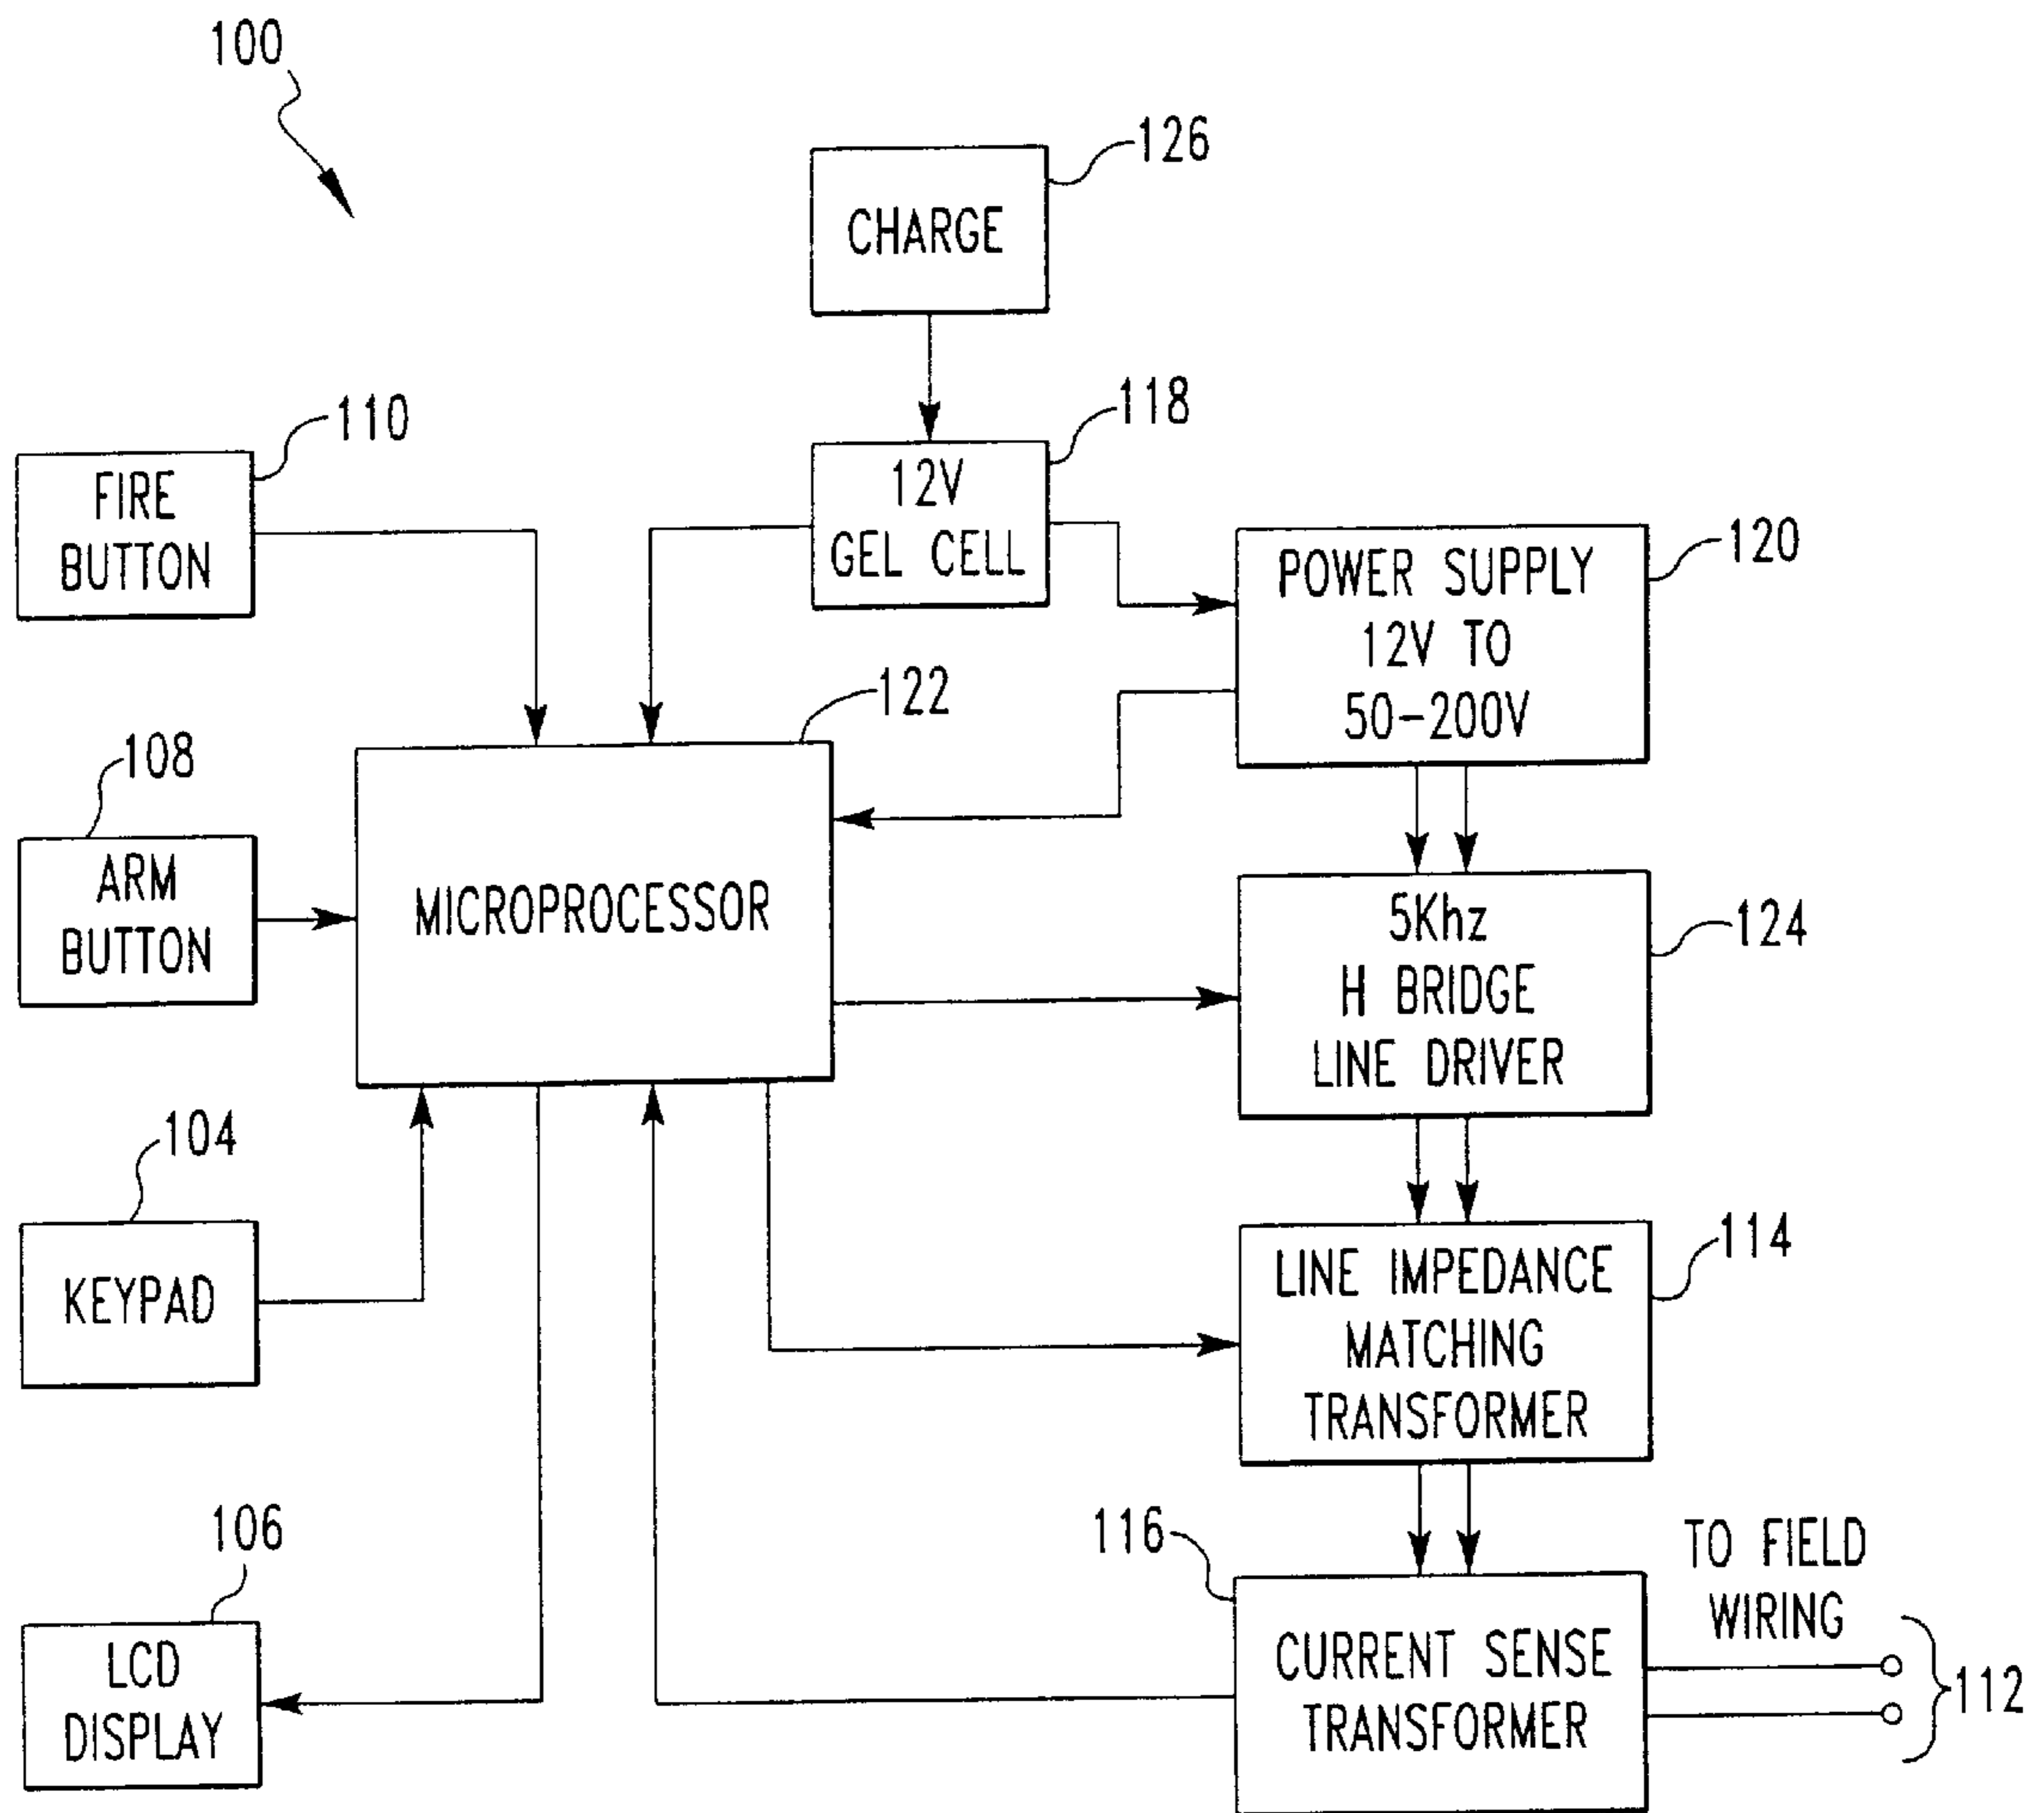 100
126
CHARGE
118
12V
GEL CELL
110
FIRE
BUTTON
120
POWER SUPPLY
12V TO
50-200V
122
MICROPROCESSOR
108
ARM
BUTTON
124
5Khz
H BRIDGE
LINE DRIVER
104
KEYPAD
114
LINE IMPEDANCE
MATCHING
TRANSFORMER
106
LCD
DISPLAY
116
CURRENT SENSE
TRANSFORMER
TO FIELD
WIRING
112